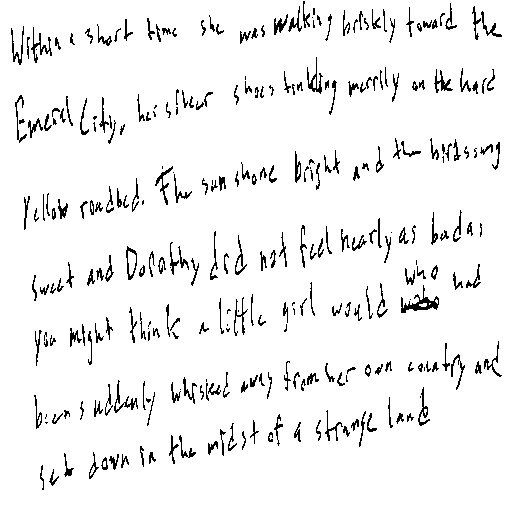 Within a short time she was walking briskly toward the
Emerald City, her silver shoes tinkling merrily on the hard
Yellow roadbed. The sun shone bright and the birds sung
sweet and Dorothy did not feel nearly as bad as
you might think a little girl would who had
been suddenly whisked away from her own country and
set down in the midst of a strange land